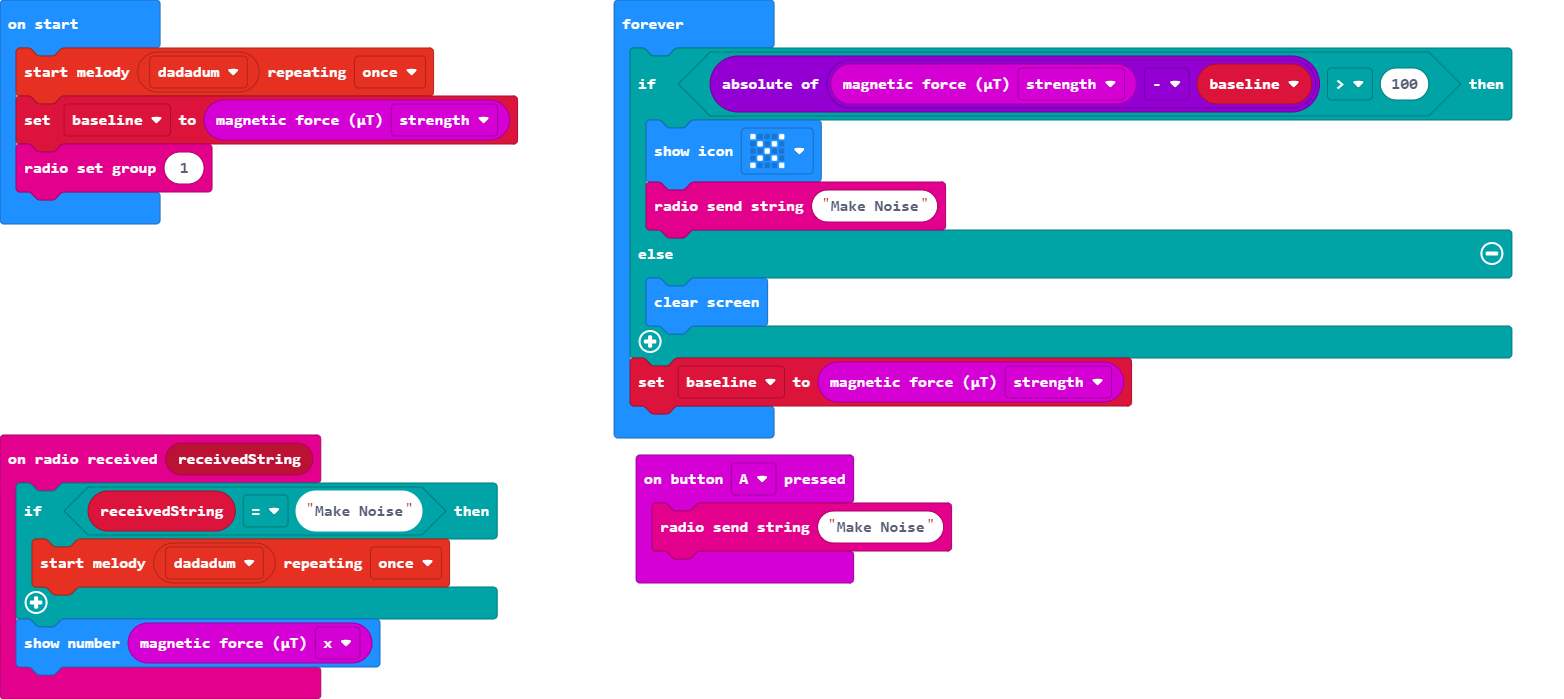 on start
start melody dadadum repeating once
set baseline to magnetic force (µT) strength
radio set group 1
forever
if absolute of magnetic force (µT) strength - baseline > 100 then
show icon
radio send string "Make Noise"
else
clear screen
set baseline to magnetic force (µT) strength
on radio received receivedString
if receivedString = "Make Noise" then
start melody dadadum repeating once
show number magnetic force (µT) x
on button A pressed
radio send string "Make Noise"